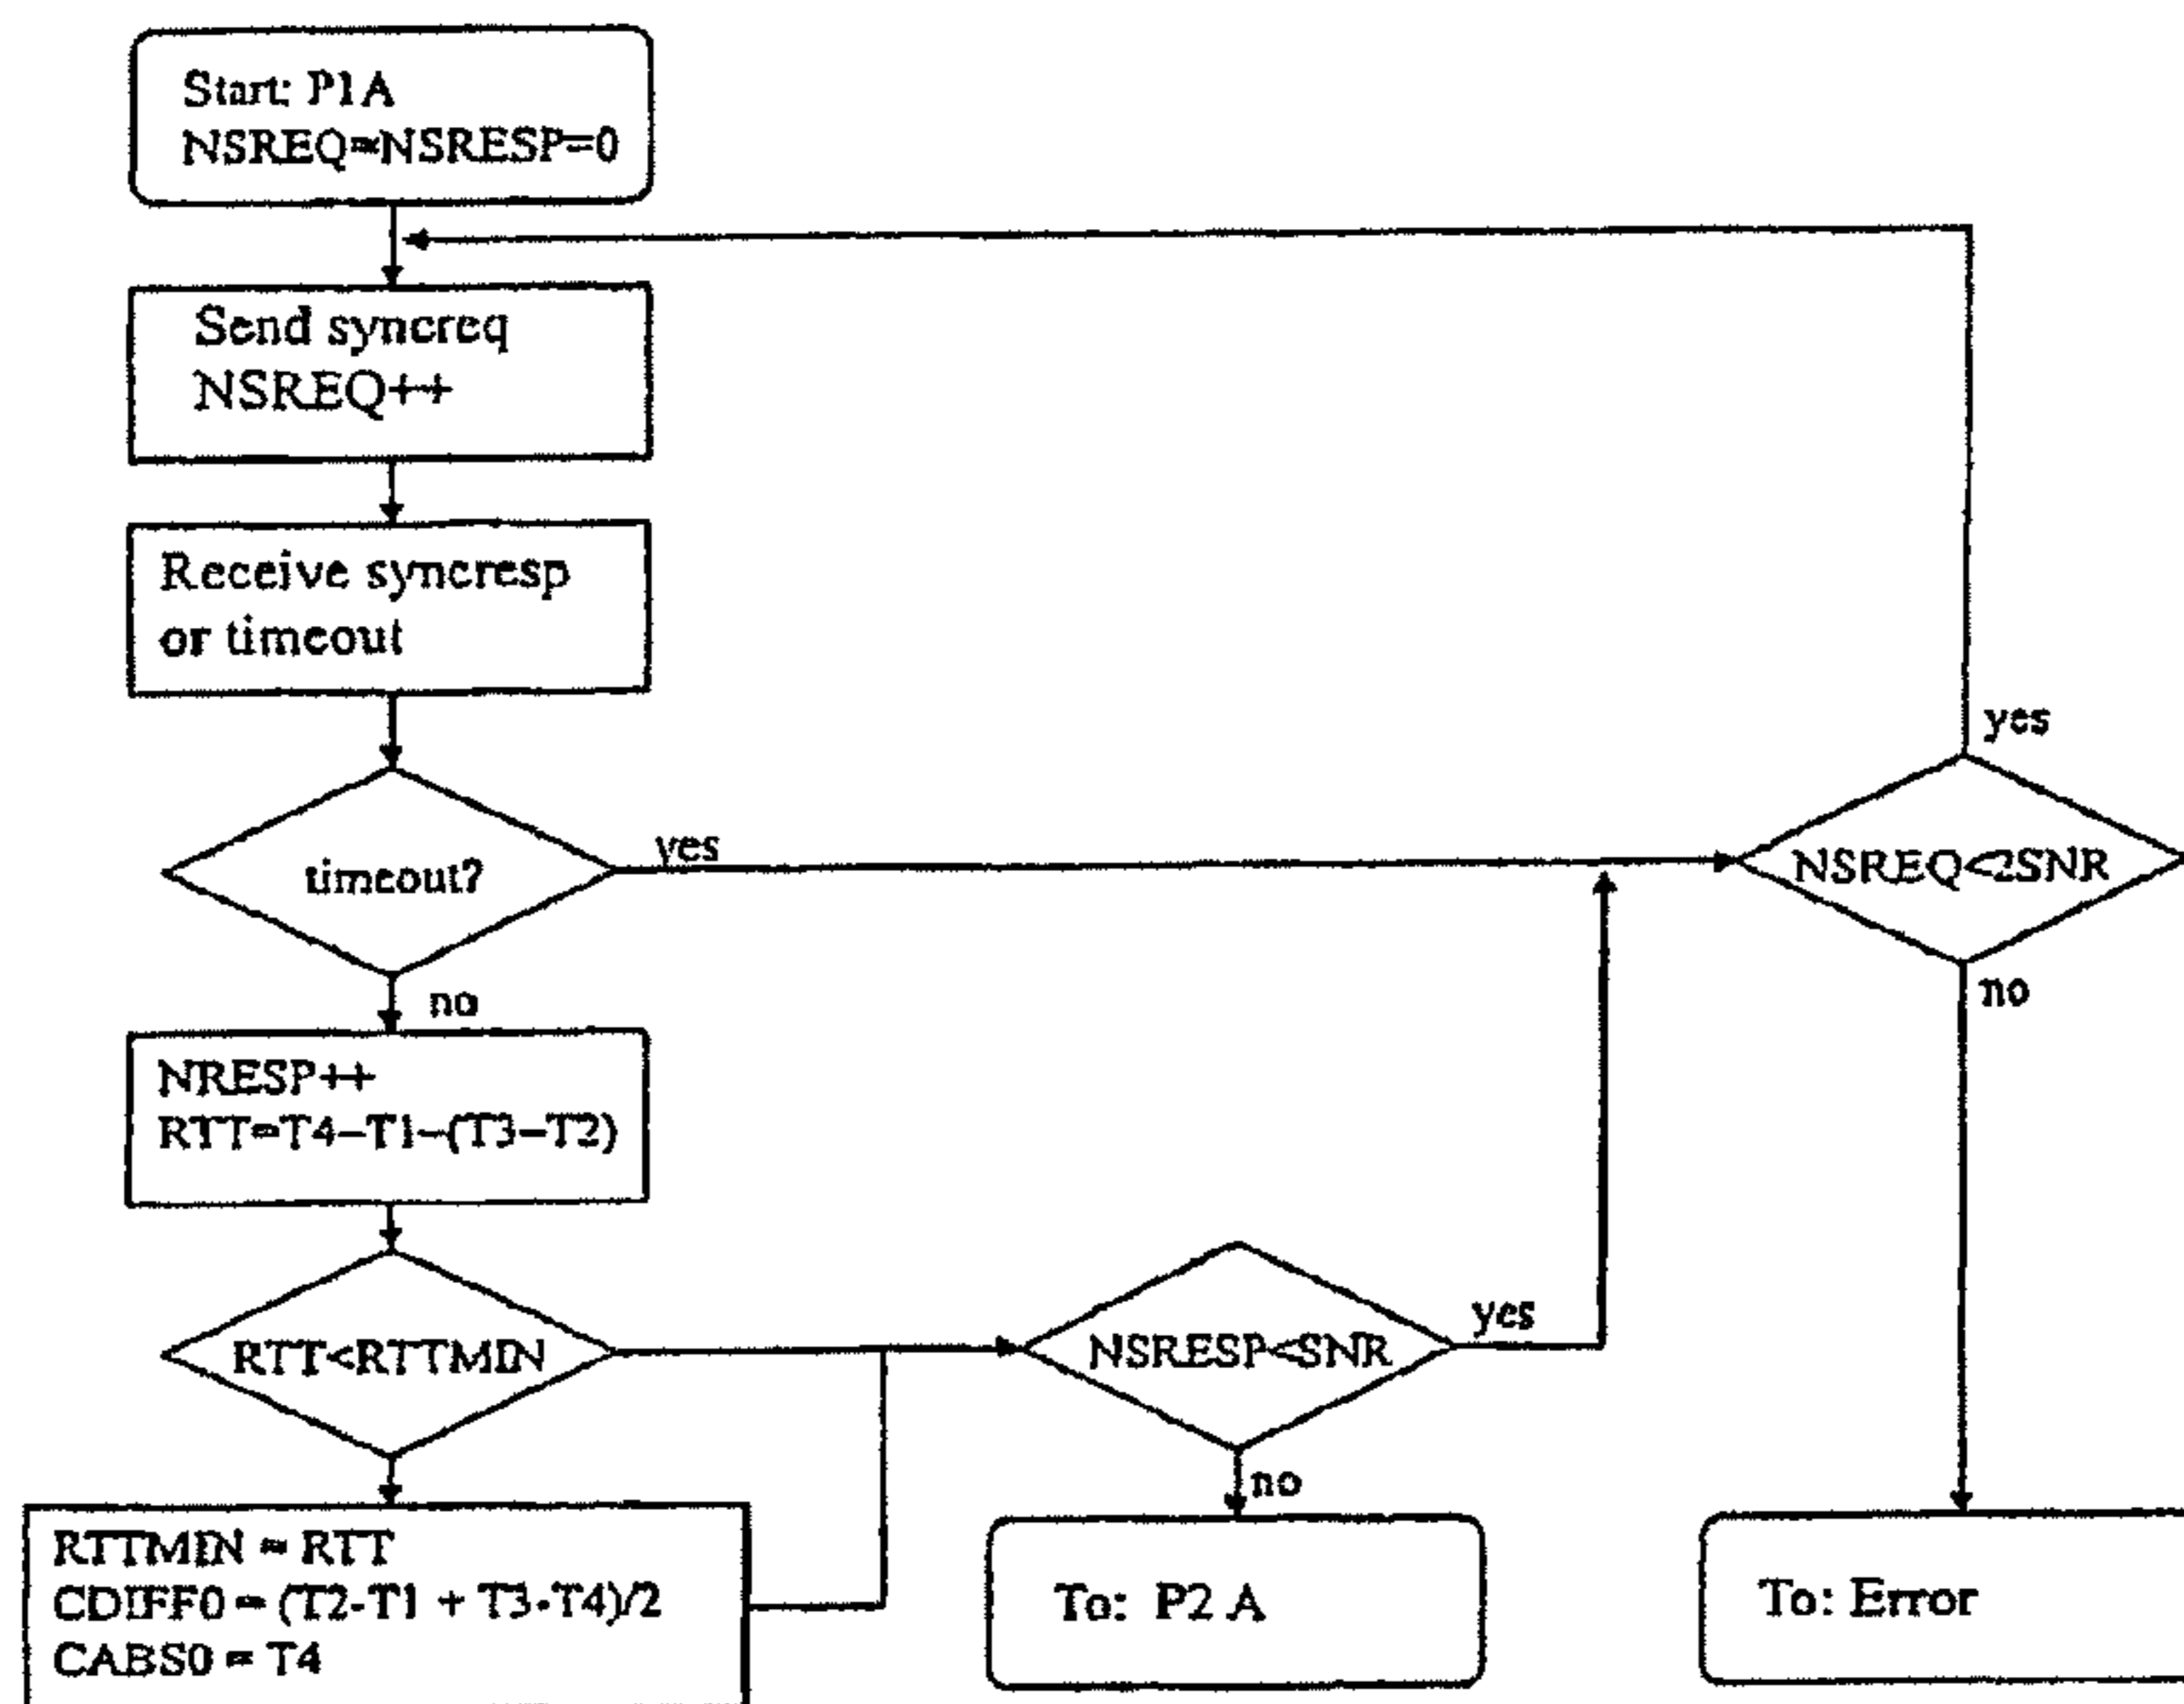 Start: P1A
NSREQ=NSRESP=0
Send syncreq
NSREQ++
Receive syncresp
or timeout
timeout?
yes
no
NSREQ<2SNR
yes
no
NRESP++
RTT=T4-T1-(T3-T2)
RTT<RTTMIN
NSRESP<SNR
yes
no
RTTMIN = RTT
CDIFF0 = (T2-T1 + T3-T4)/2
CABS0 = T4
To: P2 A
To: Error